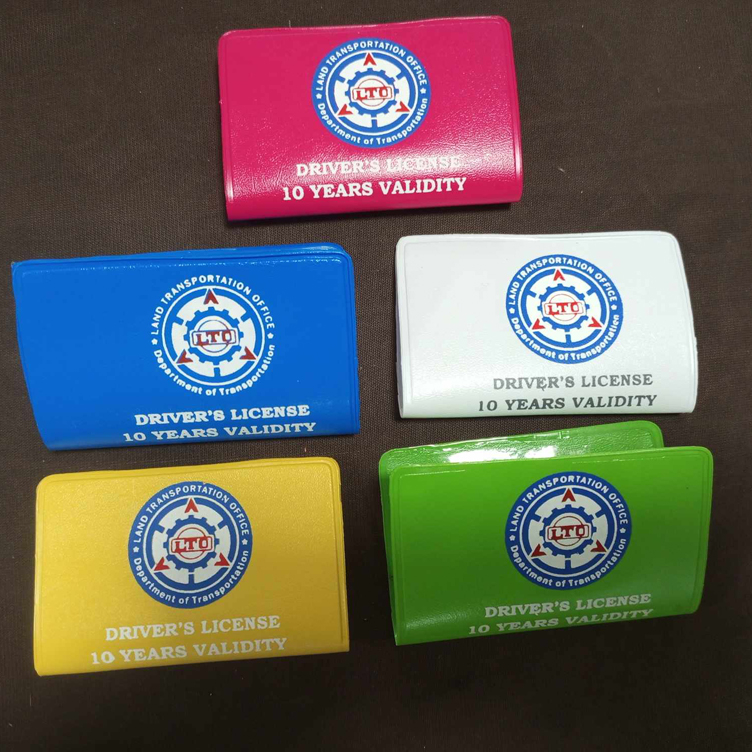 LAND TRANSPORTATION OFFICE
LTO
Department of Transportation
DRIVER'S LICENSE
10 YEARS VALIDITY
LAND TRANSPORTATION OFFICE
LTO
Department of Transportation
DRIVER'S LICENSE
10 YEARS VALIDITY
LAND TRANSPORTATION OFFICE
LTO
Department of Transportation
DRIVER'S LICENSE
10 YEARS VALIDITY
LAND TRANSPORTATION OFFICE
LTO
Department of Transportation
DRIVER'S LICENSE
10 YEARS VALIDITY
LAND TRANSPORTATION OFFICE
LTO
Department of Transportation
DRIVER'S LICENSE
10 YEARS VALIDITY